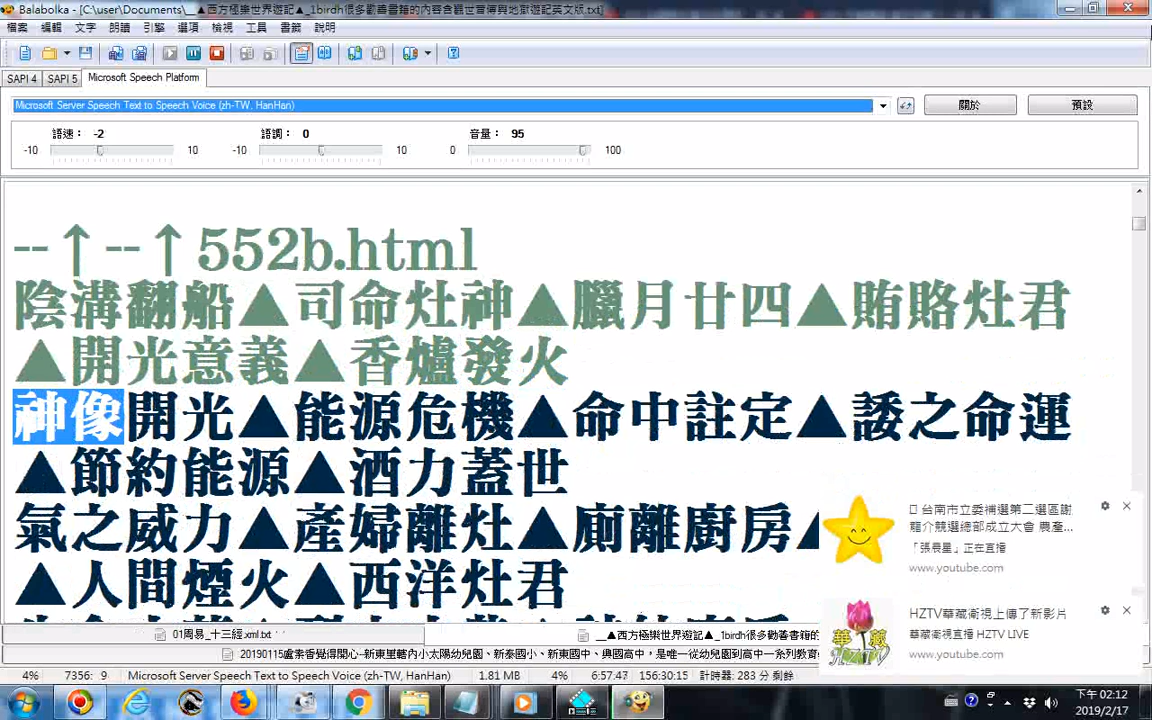 Balabolka - [C:\user\Documents\__▲西方極樂世界遊記▲_1birdh很多勸善書籍的內容含觀世音傳與地獄遊記英文版.txt]
檔案 編輯 文字 朗讀 引擎 選項 檢視 工具 書籤 說明
SAPI 4 SAPI 5 Microsoft Speech Platform
Microsoft Server Speech Text to Speech Voice (zh-TW, HanHan) 關於 預設
語速： -2 語調： 0 音量： 95
-10 10 -10 10 0 100
--↑--↑552b.html
陰溝翻船▲司命灶神▲臘月廿四▲賄賂灶君
▲開光意義▲香爐發火
神像開光▲能源危機▲命中註定▲諉之命運
▲節約能源▲酒力蓋世
氣之威力▲產婦離灶▲廁離廚房▲
▲人間煙火▲西洋灶君
台南市立委補選第二選區謝
龍介競選總部成立大會 農產...
「張辰星」正在直播
www.youtube.com
HZTV華藏衛視上傳了新影片
華藏衛視直播 HZTV LIVE
www.youtube.com
01周易_十三經.xml.txt __▲西方極樂世界遊記▲_1birdh很多勸善書籍的
20190115盧素香覺得開心--新東里轄內小太陽幼兒園、新泰國小、新東國中、興國高中，是唯一從幼兒園到高中一系列教育
4% 7356: 9 Microsoft Server Speech Text to Speech Voice (zh-TW, HanHan) 1.81 MB 4% 6:57:47 156:30:15 計時器: 283 分 剩餘
下午 02:12
2019/2/17